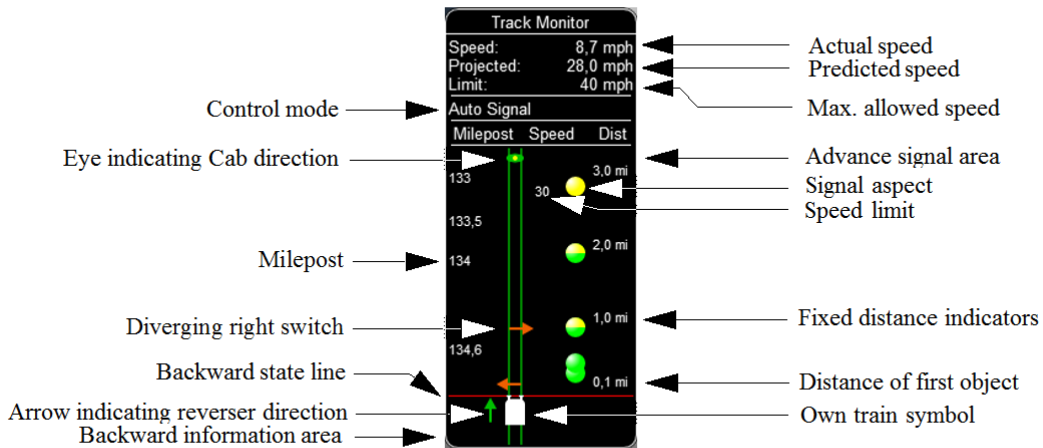 Track Monitor
Speed: 8,7 mph
Actual speed
Projected: 28,0 mph
Predicted speed
Limit: 40 mph
Max. allowed speed
Control mode
Auto Signal
Milepost Speed Dist
Eye indicating Cab direction
Advance signal area
3,0 mi
133
Signal aspect
30
Speed limit
133,5
2,0 mi
Milepost
134
1,0 mi
Fixed distance indicators
Diverging right switch
134,6
Backward state line
0,1 mi
Distance of first object
Arrow indicating reverser direction
Own train symbol
Backward information area